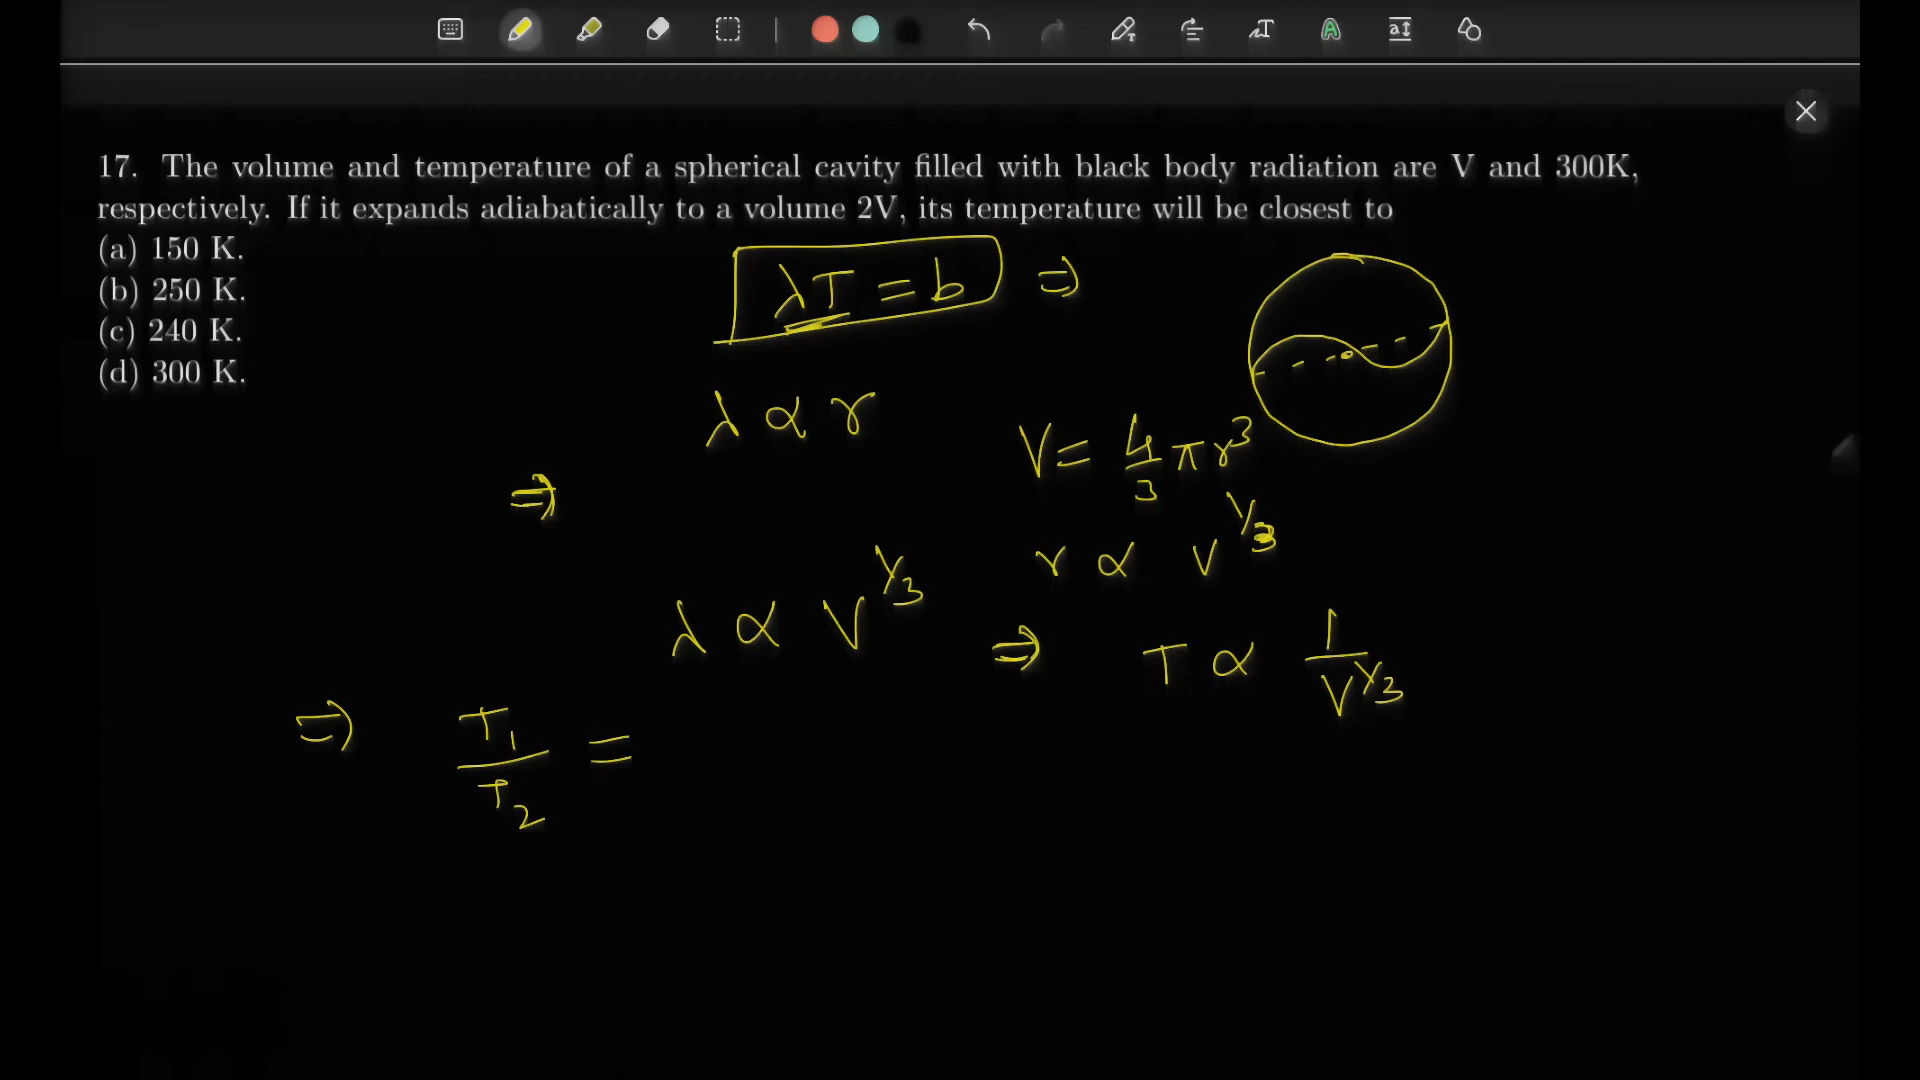 17. The volume and temperature of a spherical cavity filled with black body radiation are V and 300K,
respectively. If it expands adiabatically to a volume 2V, its temperature will be closest to
(a) 150 K.
(b) 250 K.
(c) 240 K.
(d) 300 K.
λT = b ⇒
λ ∝ r
V = 4/3 π r^3
⇒
r ∝ V^1/3
λ ∝ V^1/3 ⇒ T ∝ 1/V^1/3
⇒ T1/T2 =